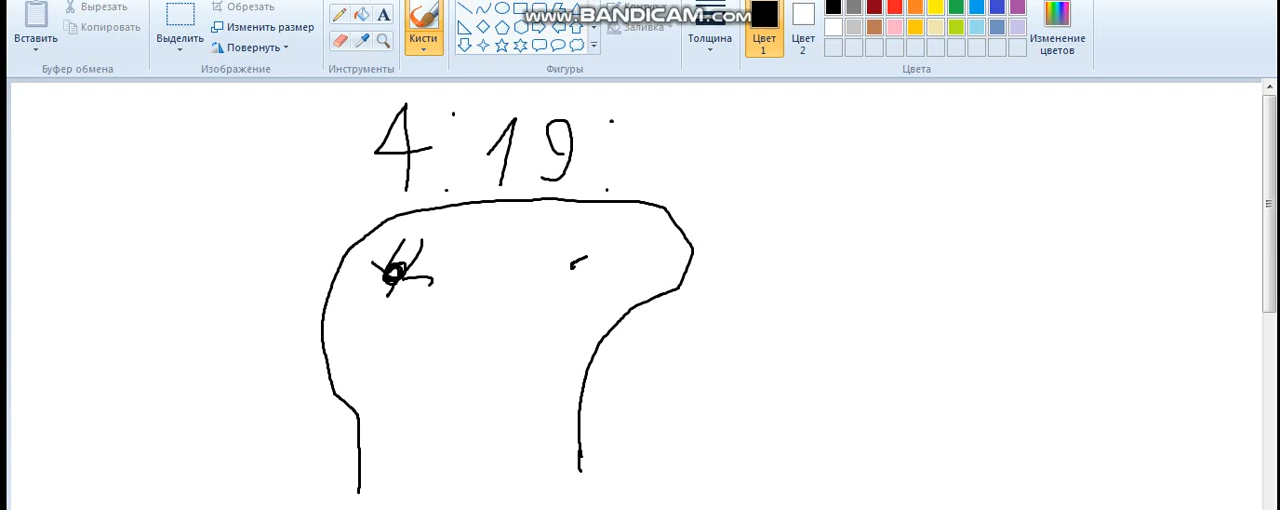 www.BANDICAM.com
Вставить
Вырезать
Копировать
Буфер обмена
Выделить
Обрезать
Изменить размер
Повернуть
Изображение
A
Инструменты
Кисти
Контур
Заливка
Фигуры
Толщина
Цвет 1
Цвет 2
Изменение цветов
Цвета
4:19: